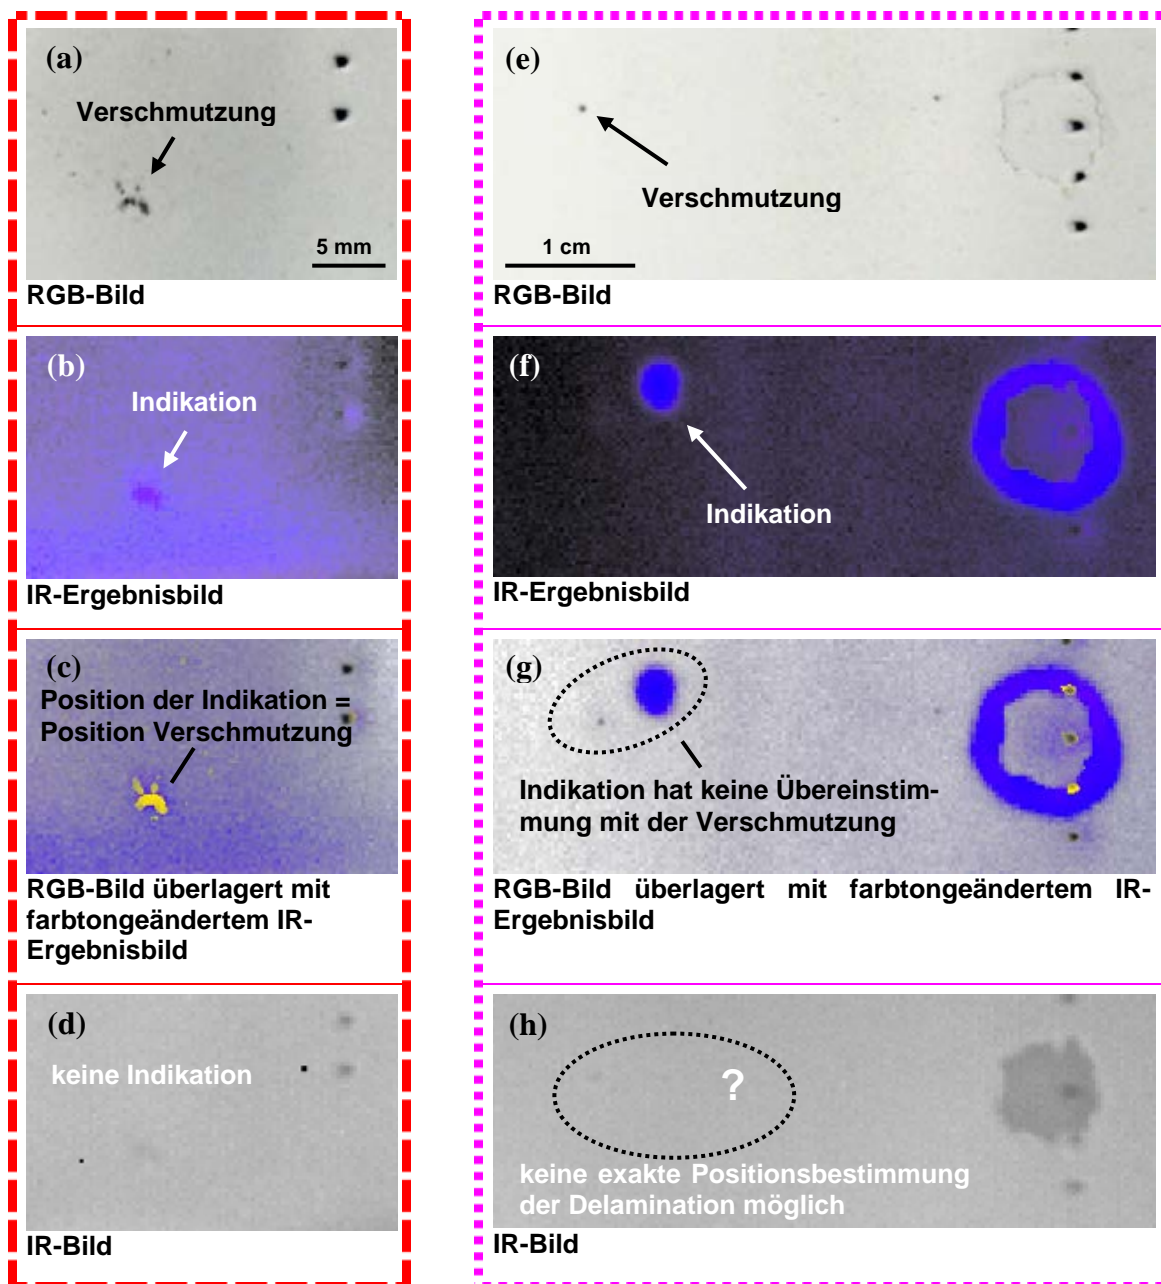 (a)
Verschmutzung
5 mm
RGB-Bild
(b)
Indikation
IR-Ergebnisbild
(c)
Position der Indikation =
Position Verschmutzung
RGB-Bild überlagert mit
farbtongeändertem IR-
Ergebnisbild
(d)
keine Indikation
IR-Bild
(e)
Verschmutzung
1 cm
RGB-Bild
(f)
Indikation
IR-Ergebnisbild
(g)
Indikation hat keine Übereinstim-
mung mit der Verschmutzung
RGB-Bild überlagert mit farbtongeändertem IR-
Ergebnisbild
(h)
?
keine exakte Positionsbestimmung
der Delamination möglich
IR-Bild